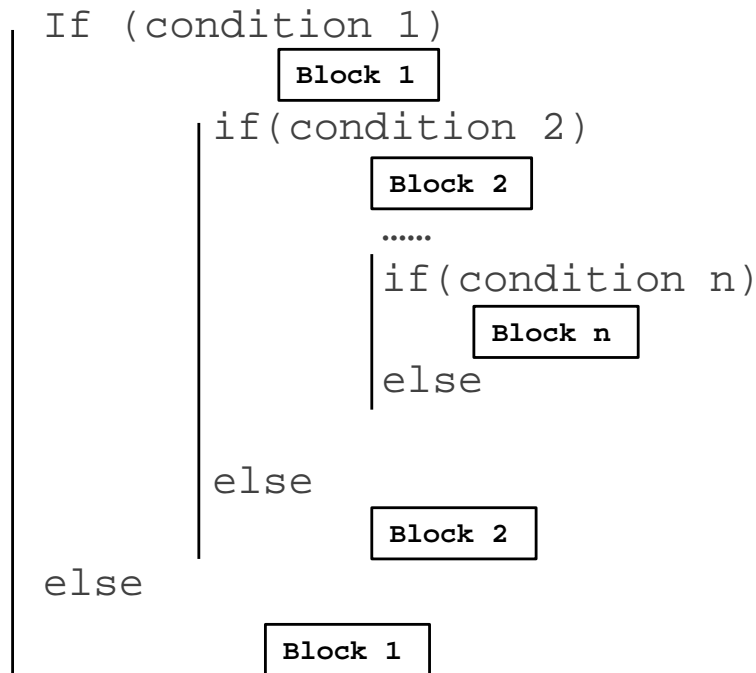 If (condition 1)
Block 1
if(condition 2)
Block 2
……
if(condition n)
Block n
else
else
Block 2
else
Block 1